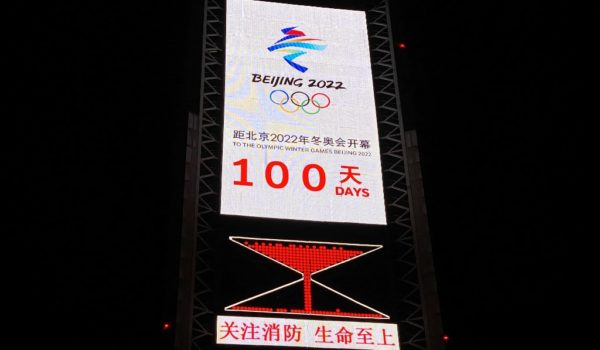 BEIJING 2022
距北京2022年冬奥会开幕
TO THE OLYMPIC WINTER GAMES BEIJING 2022
100天
DAYS
关注消防 生命至上